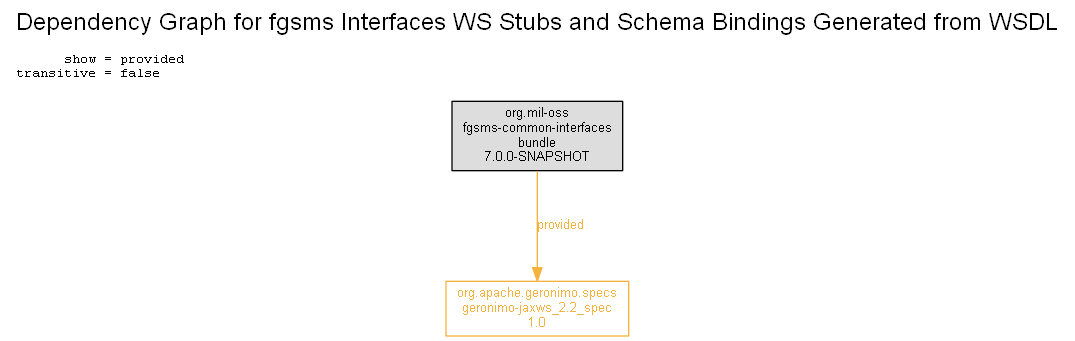 Dependency Graph for fgsms Interfaces WS Stubs and Schema Bindings Generated from WSDL
show = provided
transitive = false
org.mil-oss
fgsms-common-interfaces
bundle
7.0.0-SNAPSHOT
provided
org.apache.geronimo.specs
geronimo-jaxws_2.2_spec
1.0